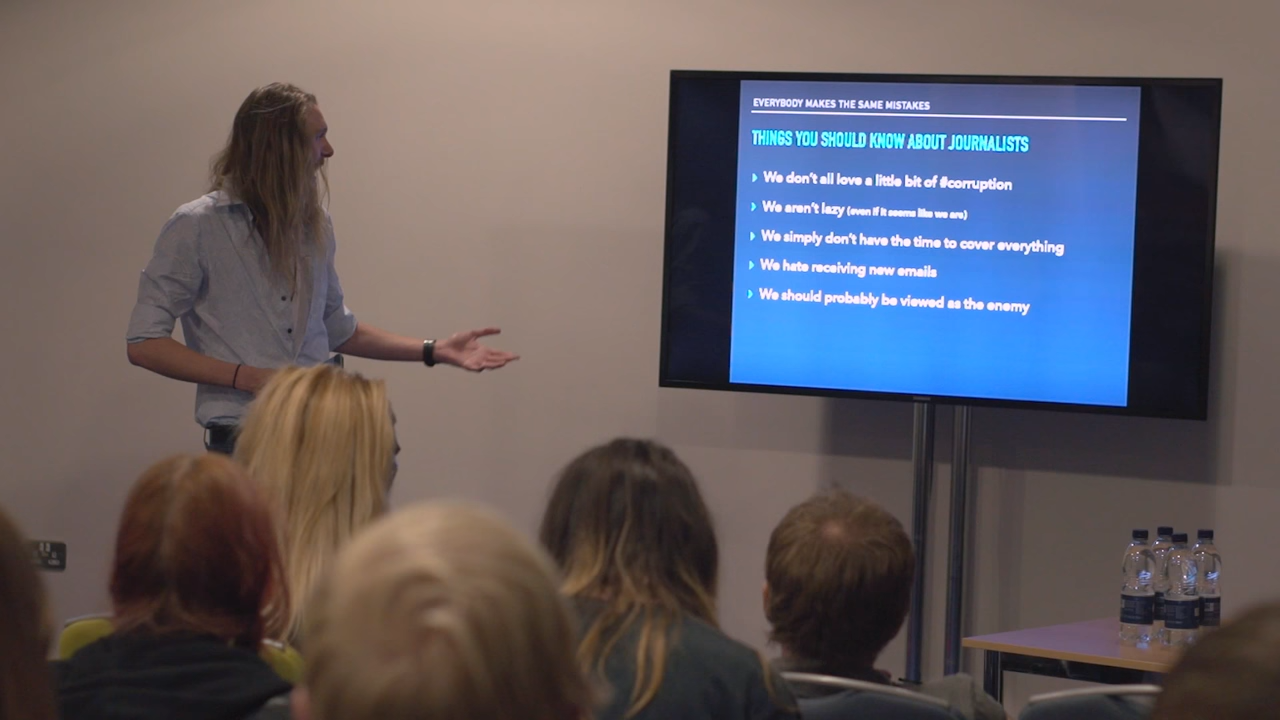 EVERYBODY MAKES THE SAME MISTAKES
THINGS YOU SHOULD KNOW ABOUT JOURNALISTS
We don't all love a little bit of #corruption
We aren't lazy (even if it seems like we are)
We simply don't have the time to cover everything
We hate receiving new emails
We should probably be viewed as the enemy